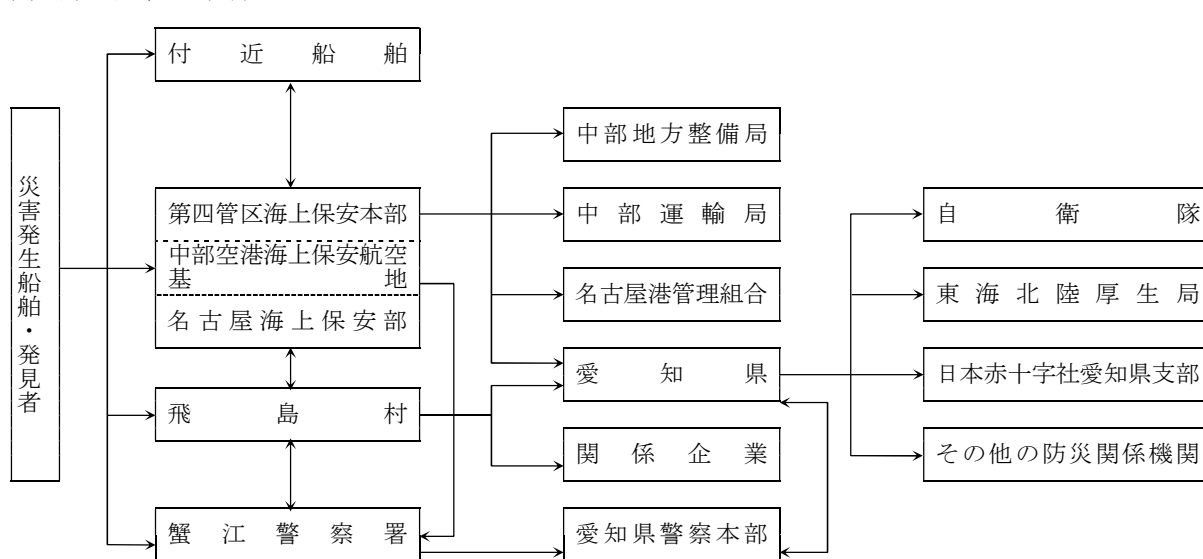 付近船舶
災害発生船舶・発見者
第四管区海上保安本部
中部空港海上保安航空
基地
名古屋海上保安部
飛島村
蟹江警察署
中部地方整備局
中部運輸局
名古屋港管理組合
愛知県
関係企業
愛知県警察本部
自衛隊
東海北陸厚生局
日本赤十字社愛知県支部
その他の防災関係機関